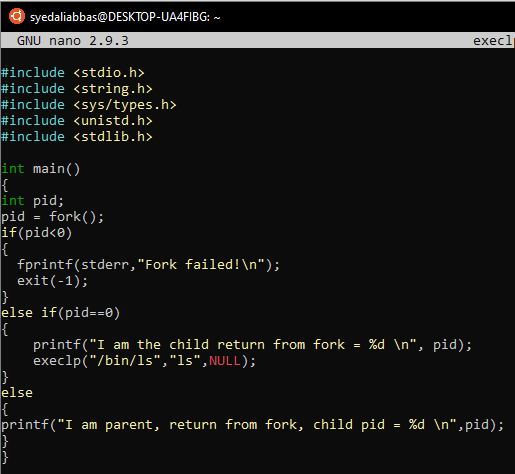 syedaliabbas@DESKTOP-UA4FIBG: ~
GNU nano 2.9.3 execlp
#include <stdio.h>
#include <string.h>
#include <sys/types.h>
#include <unistd.h>
#include <stdlib.h>
int main()
{
int pid;
pid = fork();
if(pid<0)
{
  fprintf(stderr,"Fork failed!\n");
  exit(-1);
}
else if(pid==0)
{
    printf("I am the child return from fork = %d \n", pid);
    execlp("/bin/ls","ls",NULL);
}
else
{
printf("I am parent, return from fork, child pid = %d \n",pid);
}
}